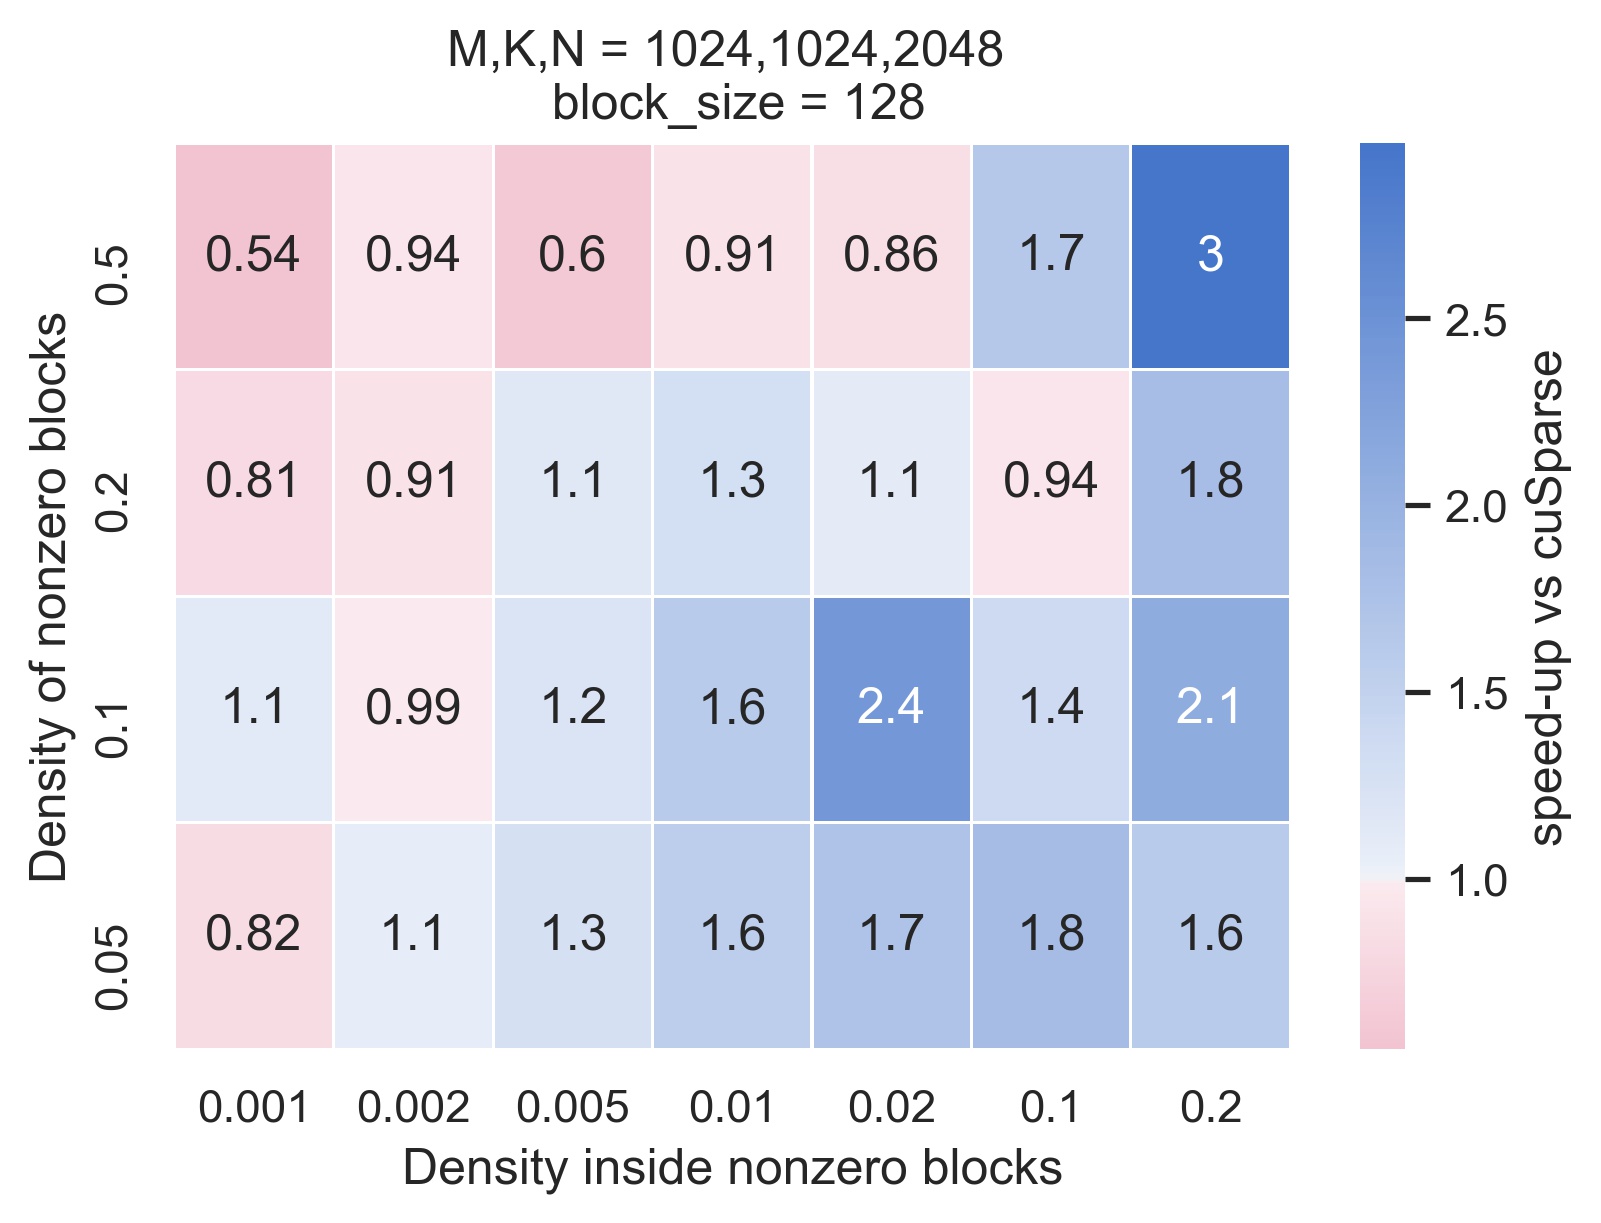 M,K,N = 1024,1024,2048
block_size = 128
Density of nonzero blocks
0.5
0.54 0.94 0.6 0.91 0.86 1.7 3
0.2
0.81 0.91 1.1 1.3 1.1 0.94 1.8
0.1
1.1 0.99 1.2 1.6 2.4 1.4 2.1
0.05
0.82 1.1 1.3 1.6 1.7 1.8 1.6
0.001 0.002 0.005 0.01 0.02 0.1 0.2
Density inside nonzero blocks
2.5
2.0
1.5
1.0
speed-up vs cuSparse